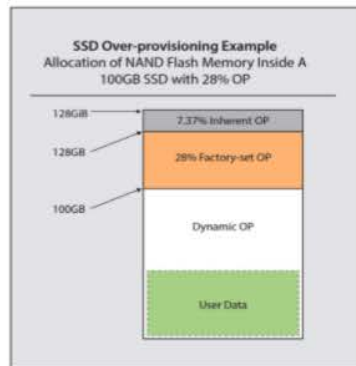 SSD Over-provisioning Example
Allocation of NAND Flash Memory Inside A
100GB SSD with 28% OP
128GiB
7.37% Inherent OP
128GB
28% Factory-set OP
100GB
Dynamic OP
User Data